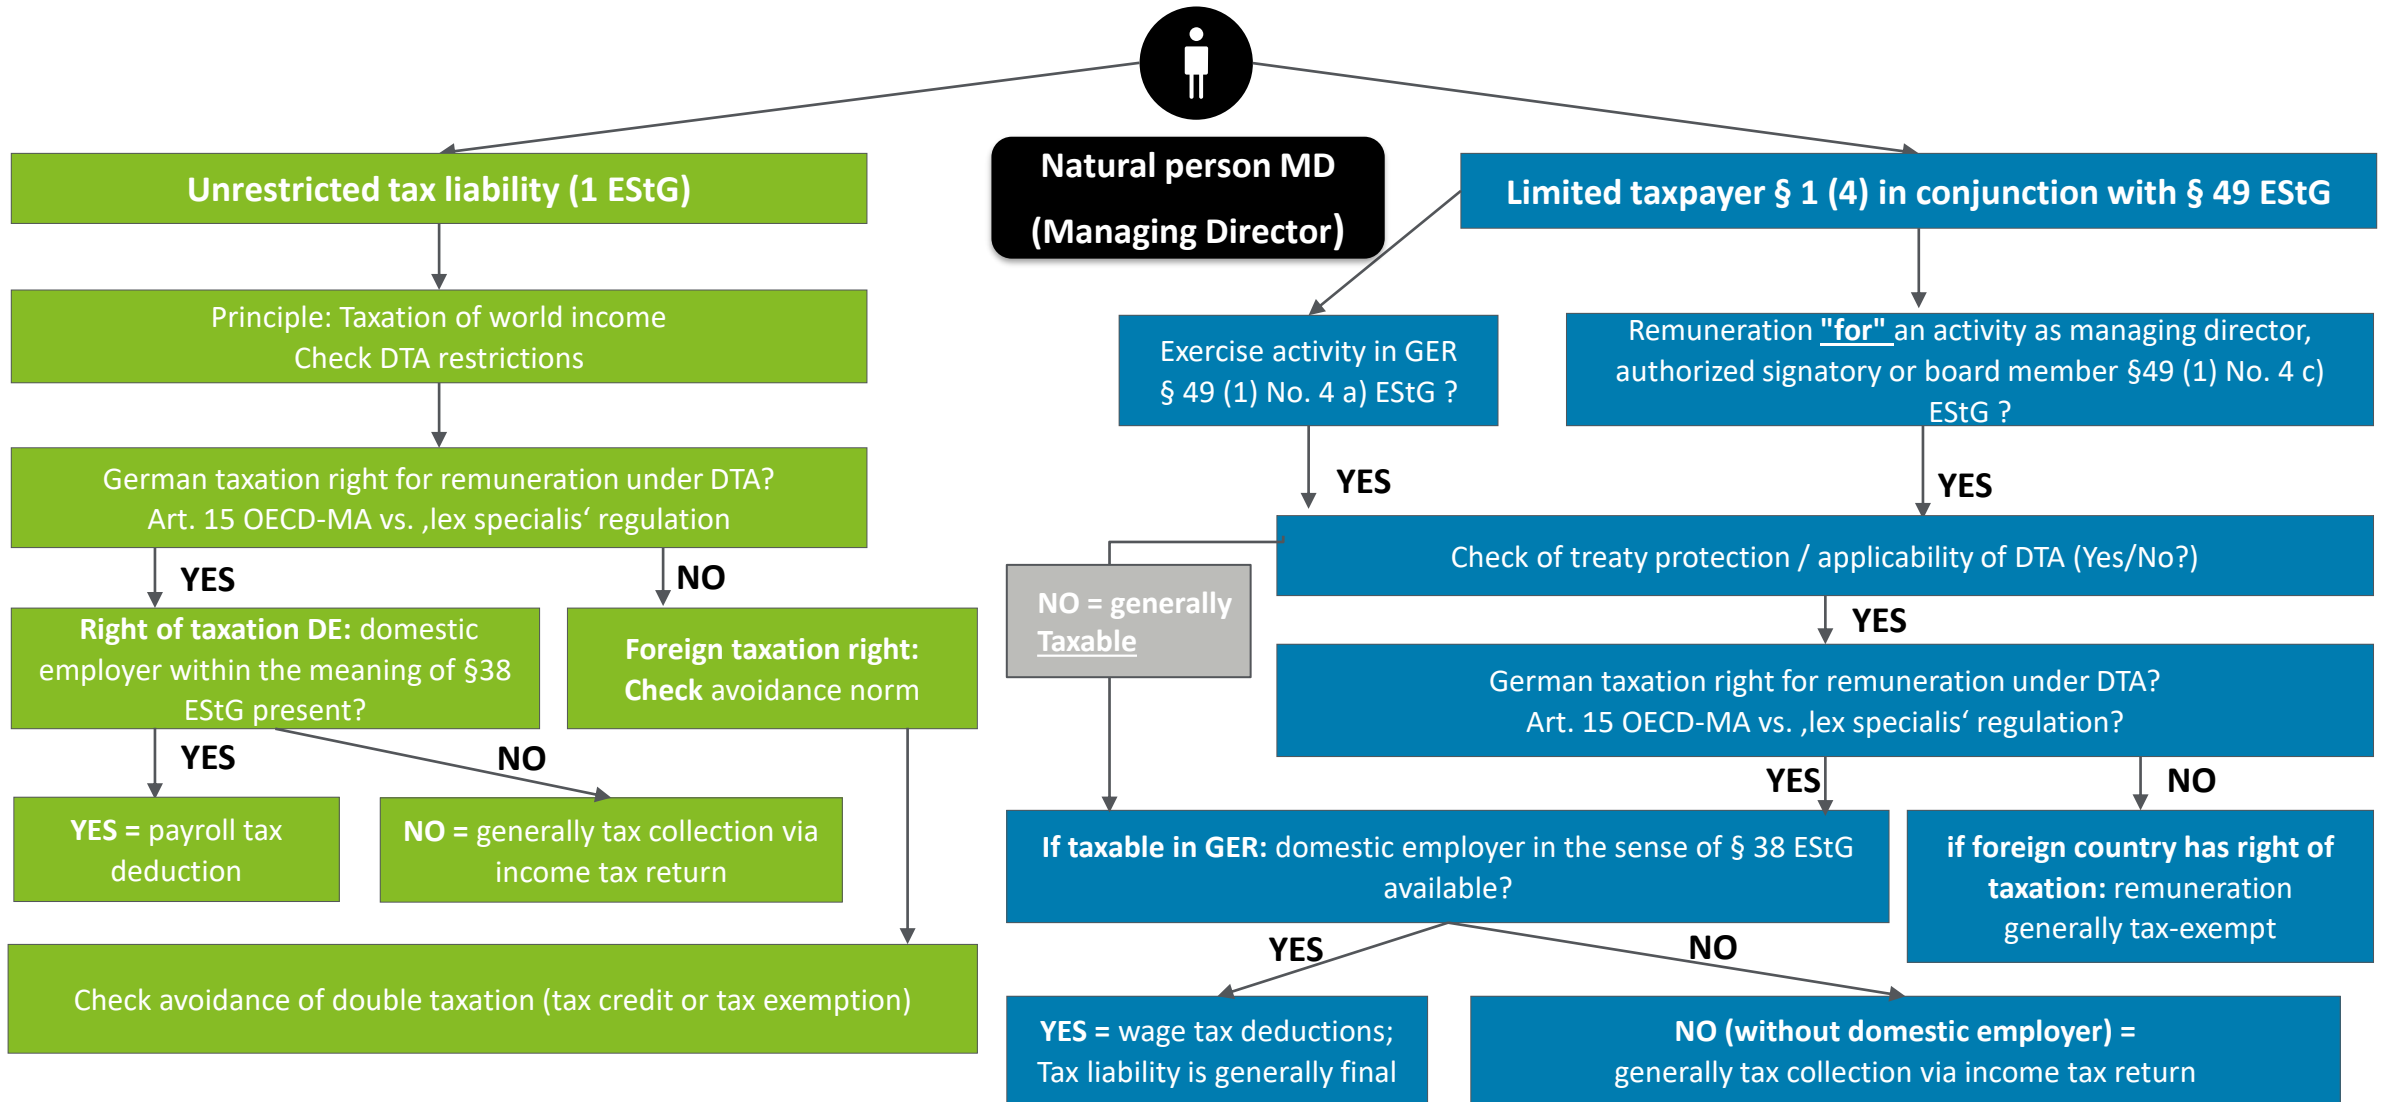 Natural person MD
(Managing Director)
Unrestricted tax liability (1 EStG)
Principle: Taxation of world income
Check DTA restrictions
German taxation right for remuneration under DTA?
Art. 15 OECD-MA vs. ‚lex specialis‘ regulation
YES
NO
Right of taxation DE: domestic
employer within the meaning of §38
EStG present?
Foreign taxation right:
Check avoidance norm
YES
NO
YES = payroll tax
deduction
NO = generally tax collection via
income tax return
Check avoidance of double taxation (tax credit or tax exemption)
Limited taxpayer § 1 (4) in conjunction with § 49 EStG
Exercise activity in GER
§ 49 (1) No. 4 a) EStG ?
Remuneration "for" an activity as managing director,
authorized signatory or board member §49 (1) No. 4 c)
EStG ?
YES
YES
Check of treaty protection / applicability of DTA (Yes/No?)
NO = generally
Taxable
YES
German taxation right for remuneration under DTA?
Art. 15 OECD-MA vs. ‚lex specialis‘ regulation?
YES
NO
If taxable in GER: domestic employer in the sense of § 38 EStG
available?
if foreign country has right of
taxation: remuneration
generally tax-exempt
YES
NO
YES = wage tax deductions;
Tax liability is generally final
NO (without domestic employer) =
generally tax collection via income tax return